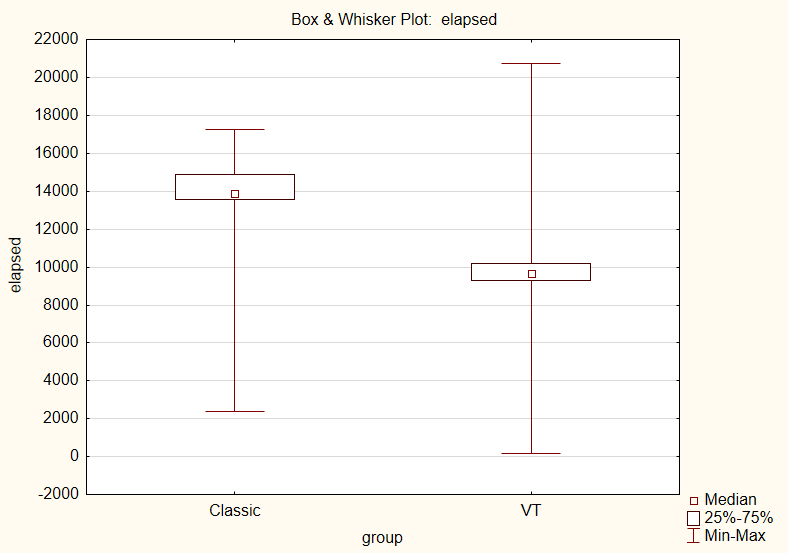 Box & Whisker Plot:  elapsed
22000
20000
18000
16000
14000
12000
10000
8000
6000
4000
2000
0
-2000
elapsed
Classic
VT
group
Median
25%-75%
Min-Max